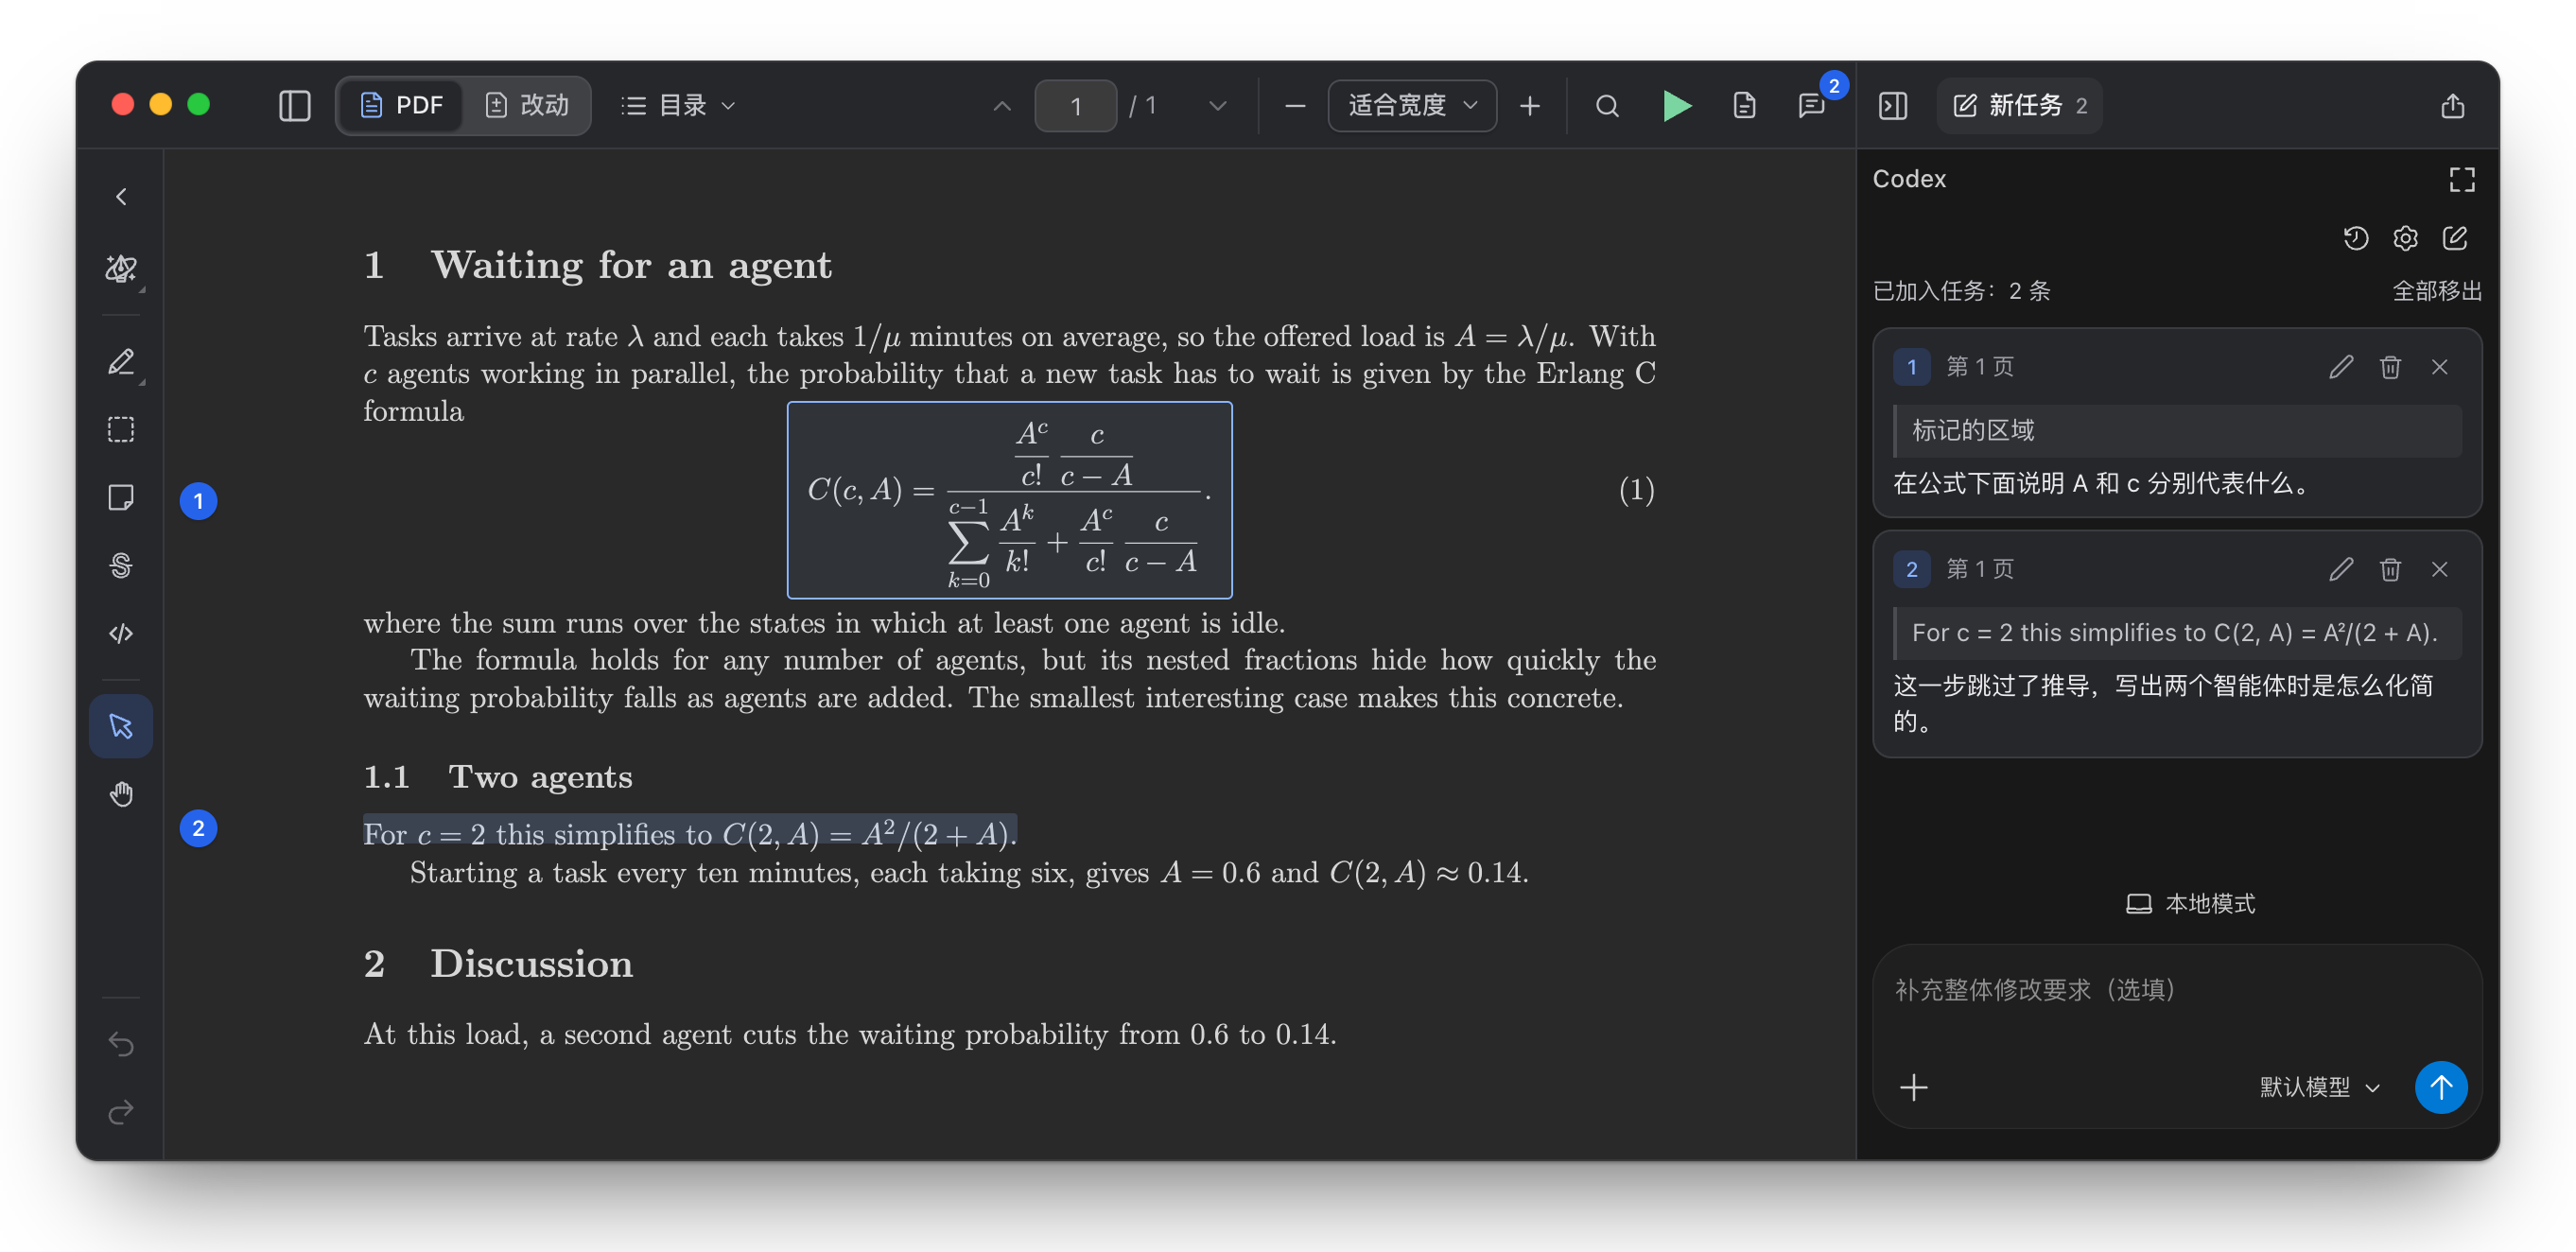 PDF 改动 目录 1 / 1 适合宽度 2 新任务 2
1 Waiting for an agent
Tasks arrive at rate λ and each takes 1/μ minutes on average, so the offered load is A = λ/μ. With
c agents working in parallel, the probability that a new task has to wait is given by the Erlang C
formula
1
C(c, A) = \frac{\frac{A^c}{c!} \frac{c}{c − A}}{\sum_{k=0}^{c−1} \frac{A^k}{k!} + \frac{A^c}{c!} \frac{c}{c − A}}. (1)
where the sum runs over the states in which at least one agent is idle.
The formula holds for any number of agents, but its nested fractions hide how quickly the
waiting probability falls as agents are added. The smallest interesting case makes this concrete.
1.1 Two agents
2
For c = 2 this simplifies to C(2, A) = A²/(2 + A).
Starting a task every ten minutes, each taking six, gives A = 0.6 and C(2, A) ≈ 0.14.
2 Discussion
At this load, a second agent cuts the waiting probability from 0.6 to 0.14.
Codex
已加入任务：2 条 全部移出
1 第 1 页
标记的区域
在公式下面说明 A 和 c 分别代表什么。
2 第 1 页
For c = 2 this simplifies to C(2, A) = A²/(2 + A).
这一步跳过了推导，写出两个智能体时是怎么化简
的。
本地模式
补充整体修改要求（选填）
默认模型